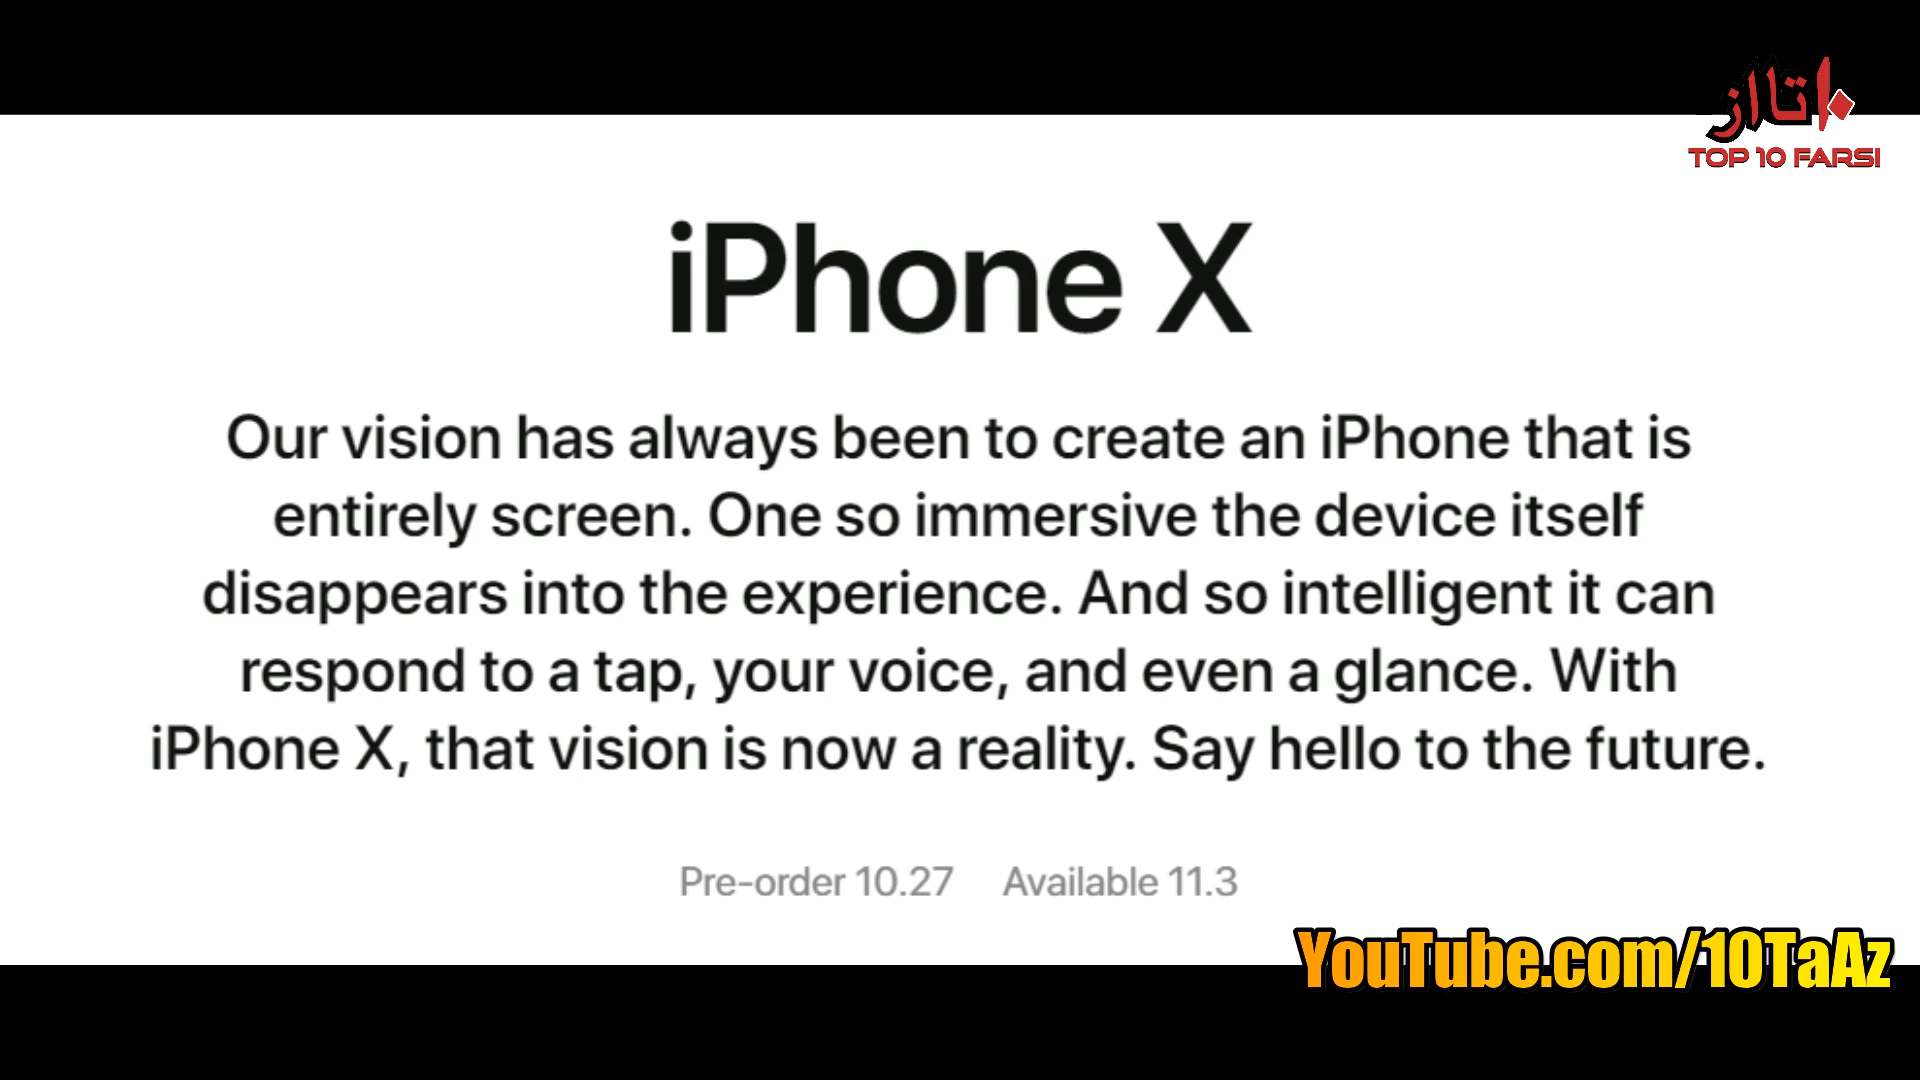 ۱۰تااز
TOP 10 FARSI
iPhone X
Our vision has always been to create an iPhone that is
entirely screen. One so immersive the device itself
disappears into the experience. And so intelligent it can
respond to a tap, your voice, and even a glance. With
iPhone X, that vision is now a reality. Say hello to the future.
Pre-order 10.27 Available 11.3
YouTube.com/10TaAz